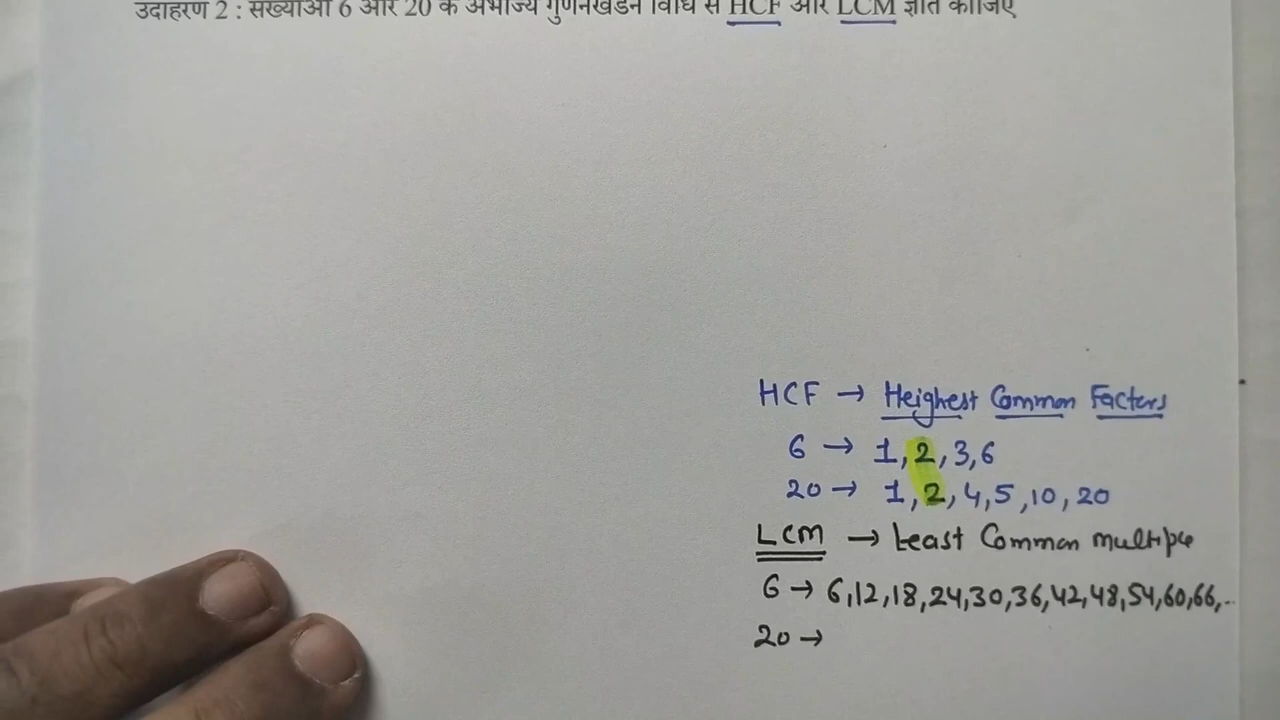 उदाहरण 2 : संख्याओं 6 और 20 के अभाज्य गुणनखंडन विधि से HCF और LCM ज्ञात कीजिए
HCF → Heighest Common Factors
6 → 1, 2, 3, 6
20 → 1, 2, 4, 5, 10, 20
LCM → Least Common multiple
6 → 6, 12, 18, 24, 30, 36, 42, 48, 54, 60, 66, ..
20 →